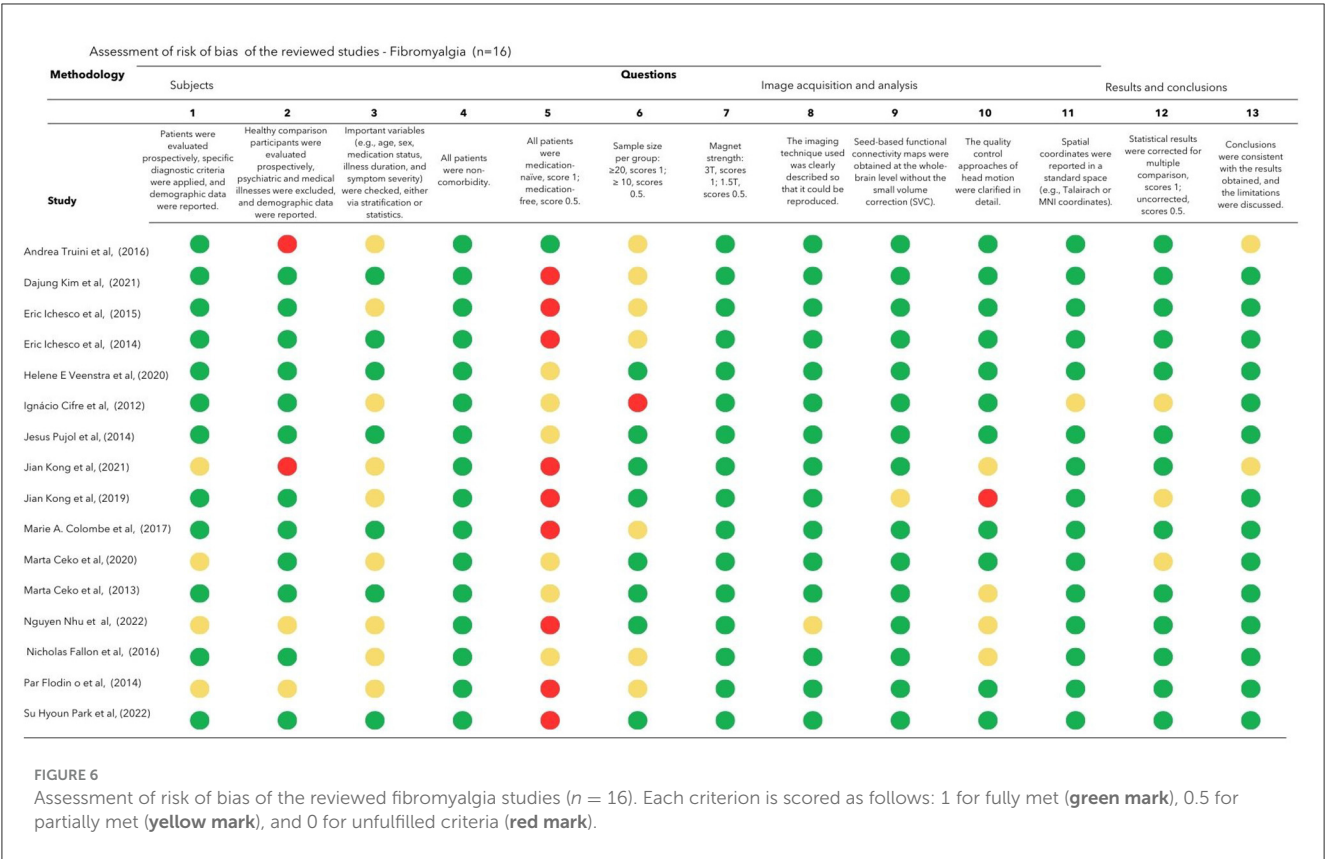 Assessment of risk of bias of the reviewed studies - Fibromyalgia (n=16)
Methodology
Questions
Subjects
Image acquisition and analysis
Results and conclusions
1
2
3
4
5
6
7
8
9
10
11
12
13
Patients were
evaluated
prospectively, specific
diagnostic criteria
were applied, and
demographic data
were reported.
Healthy comparison
participants were
evaluated
prospectively,
psychiatric and medical
illnesses were excluded,
and demographic data
were reported.
Important variables
(e.g., age, sex,
medication status,
illness duration, and
symptom severity)
were checked, either
via stratification or
statistics.
All patients
were non-
comorbidity.
All patients
were
medication-
naïve, score 1;
medication-
free, score 0.5.
Sample size
per group:
≥20, scores 1;
≥ 10, scores
0.5.
Magnet
strength:
3T, scores
1; 1.5T,
scores 0.5.
The imaging
technique used
was clearly
described so
that it could be
reproduced.
Seed-based functional
connectivity maps were
obtained at the whole-
brain level without the
small volume
correction (SVC).
The quality
control
approaches of
head motion
were clarified in
detail.
Spatial
coordinates were
reported in a
standard space
(e.g., Talairach or
MNI coordinates).
Statistical results
were corrected for
multiple
comparison,
scores 1;
uncorrected,
scores 0.5.
Conclusions
were consistent
with the results
obtained, and
the limitations
were discussed.
Study
Andrea Truini et al, (2016)
Dajung Kim et al, (2021)
Eric Ichesco et al, (2015)
Eric Ichesco et al, (2014)
Helene E Veenstra et al, (2020)
Ignácio Cifre et al, (2012)
Jesus Pujol et al, (2014)
Jian Kong et al, (2021)
Jian Kong et al, (2019)
Marie A. Colombe et al, (2017)
Marta Ceko et al, (2020)
Marta Ceko et al, (2013)
Nguyen Nhu et al, (2022)
Nicholas Fallon et al, (2016)
Par Flodin o et al, (2014)
Su Hyoun Park et al, (2022)
FIGURE 6
Assessment of risk of bias of the reviewed fibromyalgia studies (n = 16). Each criterion is scored as follows: 1 for fully met (green mark), 0.5 for
partially met (yellow mark), and 0 for unfulfilled criteria (red mark).